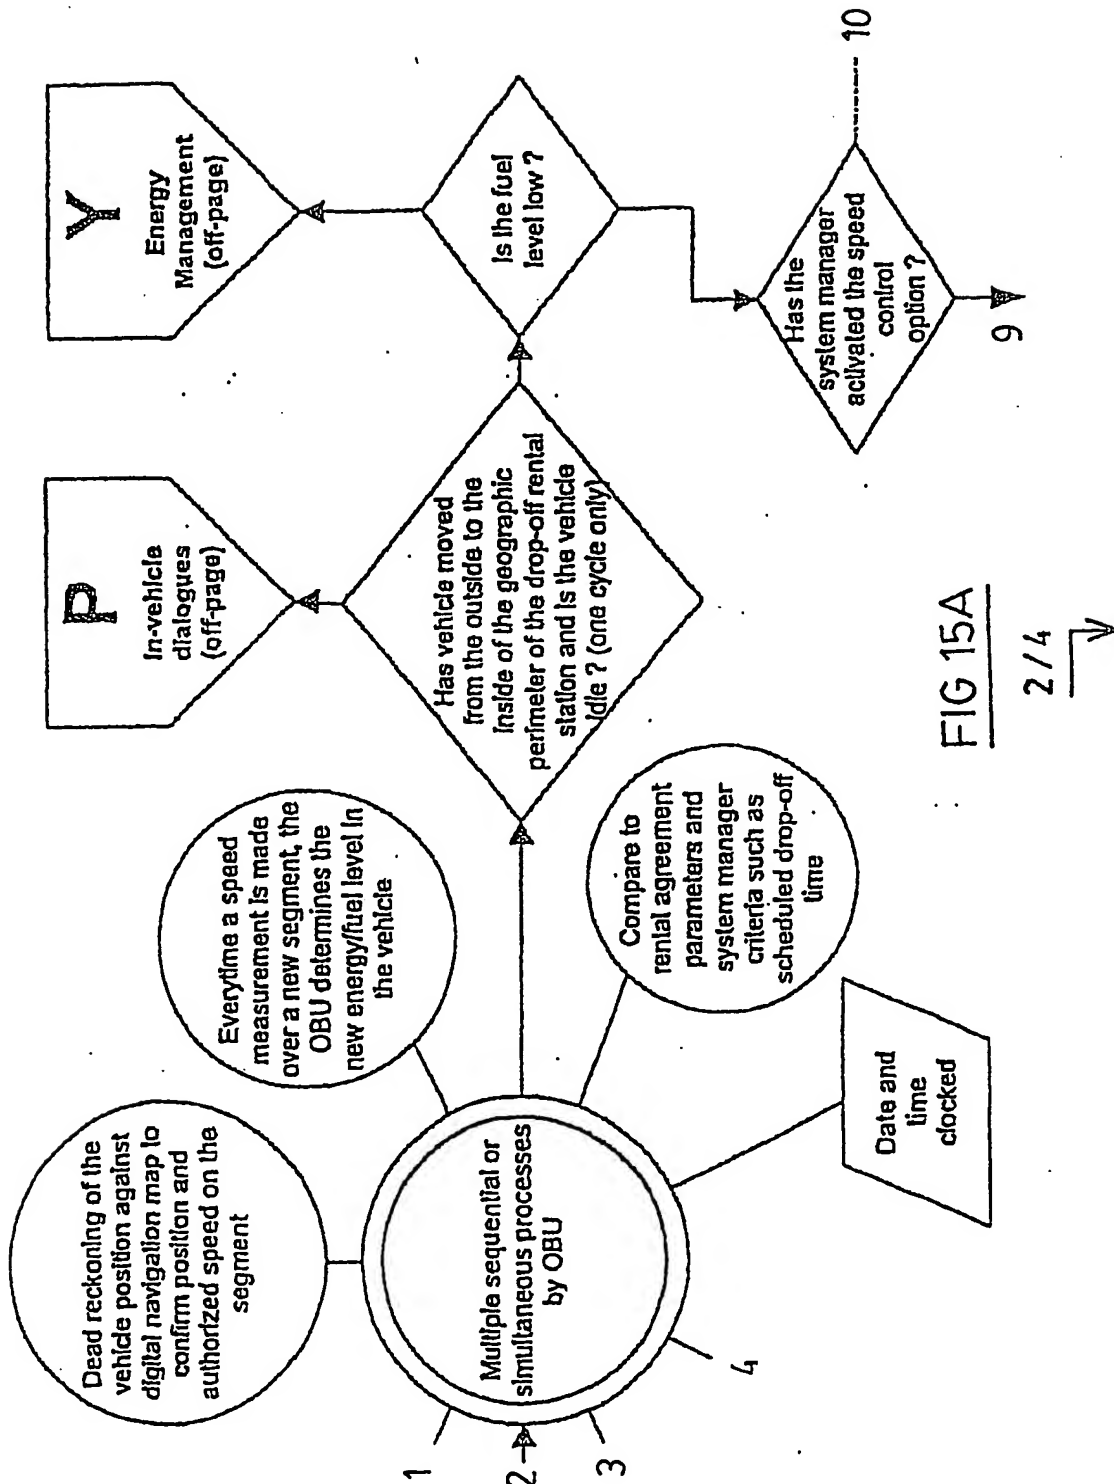 Dead reckoning of the
vehicle position against
digital navigation map to
confirm position and
authorized speed on the
segment
Everytime a speed
measurement is made
over a new segment, the
OBU determines the
new energy/fuel level in
the vehicle
P
In-vehicle
dialogues
(off-page)
Y
Energy
Management
(off-page)
1
2
3
4
Multiple sequential or
simultaneous processes
by OBU
Has vehicle moved
from the outside to the
inside of the geographic
perimeter of the drop-off rental
station and is the vehicle
idle ? (one cycle only)
Is the fuel
level low ?
Compare to
rental agreement
parameters and
system manager
criteria such as
scheduled drop-off
time
Date and
time
clocked
Has the
system manager
activated the speed
control
option ?
9
10
FIG 15A
2/4